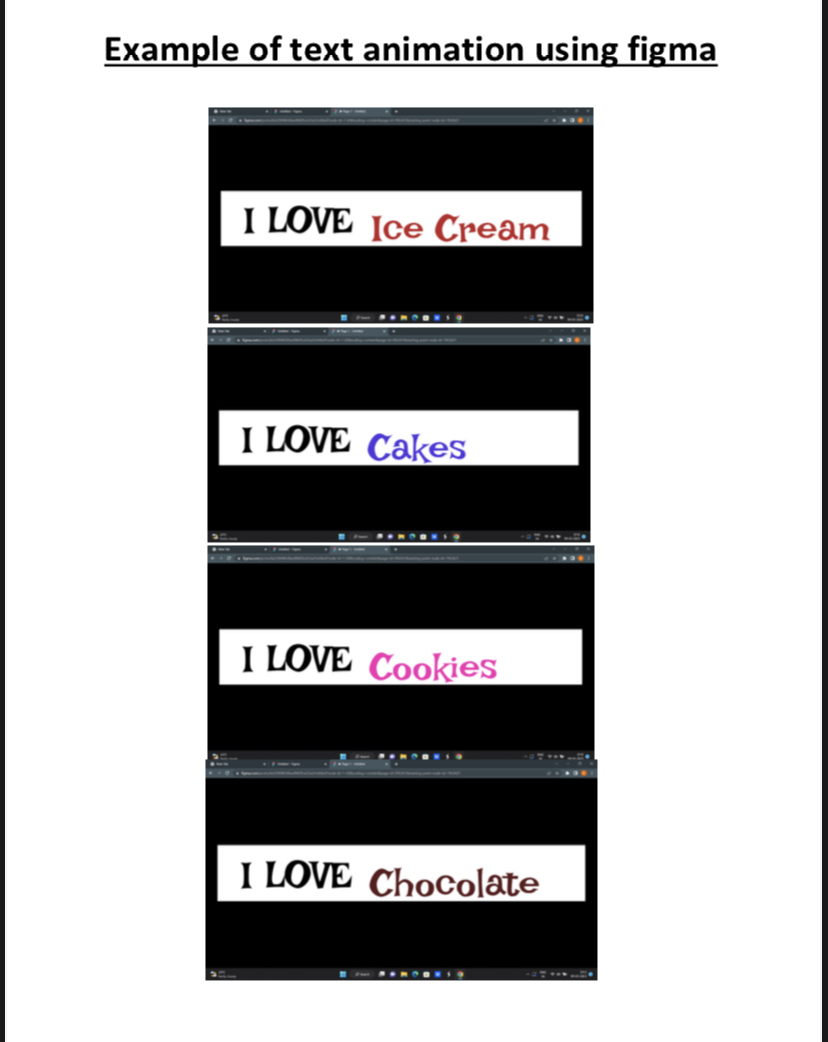 Example of text animation using figma
I LOVE Ice Cream
I LOVE Cakes
I LOVE Cookies
I LOVE Chocolate